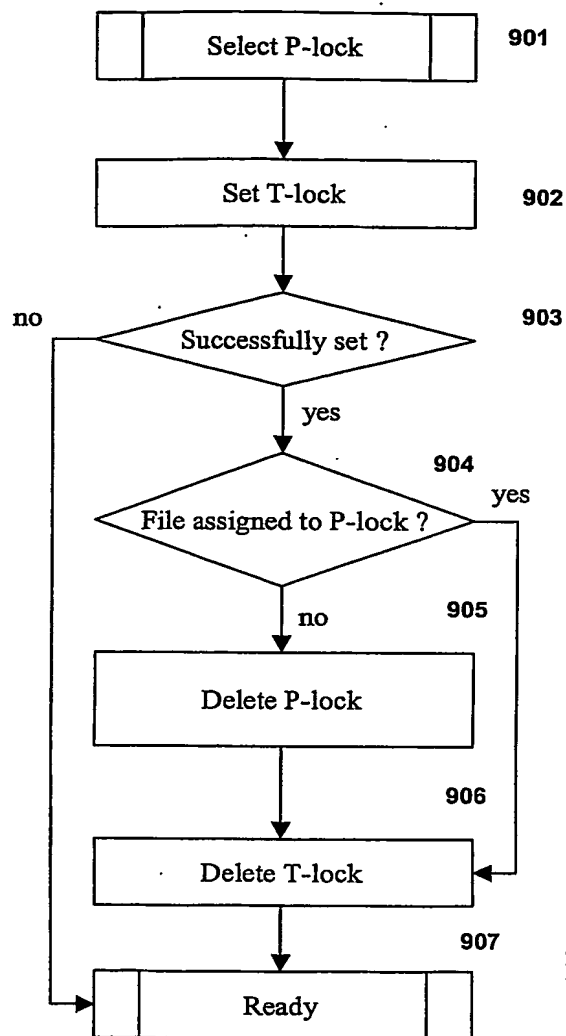 Select P-lock
901
Set T-lock
902
no
Successfully set ?
903
yes
904
File assigned to P-lock ?
yes
no
905
Delete P-lock
906
Delete T-lock
907
Ready